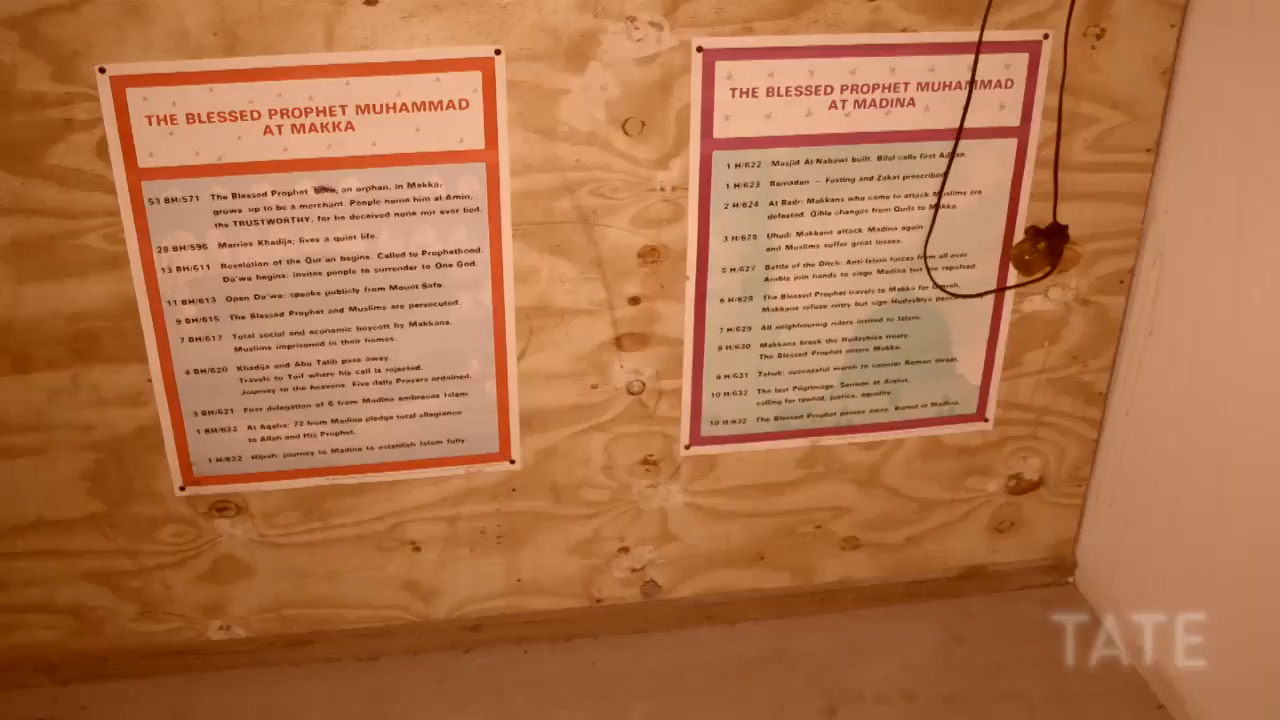 THE BLESSED PROPHET MUHAMMAD
AT MAKKA
53 BH/571 The Blessed Prophet born, an orphan, in Makka,
grows up to be a merchant. People name him al Amin,
the TRUSTWORTHY, for he deceived none nor ever lied.
28 BH/596 Marries Khadija; lives a quiet life.
13 BH/611 Revelation of the Qur'an begins. Called to Prophethood.
Da'wa begins: invites people to surrender to One God.
11 BH/613 Open Da'wa: speaks publicly from Mount Safa.
9 BH/615 The Blessed Prophet and Muslims are persecuted.
7 BH/617 Total social and economic boycott by Makkans.
Muslims imprisoned in their homes.
4 BH/620 Khadija and Abu Talib pass away.
Travels to Taif where his call is rejected.
Journey to the heavens. Five daily Prayers ordained.
3 BH/621 First delegation of 6 from Madina embraces Islam.
1 BH/622 At Aqaba: 72 from Madina pledge total allegiance
to Allah and His Prophet.
1 H/622 Hijrah: journey to Madina to establish Islam fully.
THE BLESSED PROPHET MUHAMMAD
AT MADINA
1 H/622 Masjid Al-Nabawi built. Bilal calls first Adhan.
1 H/623 Ramadan – Fasting and Zakat prescribed.
2 H/624 At Badr: Makkans who came to attack Muslims are
defeated. Qibla changes from Quds to Makka.
3 H/625 Uhud: Makkans attack Madina again
and Muslims suffer great losses.
5 H/627 Battle of the Ditch: Anti-Islam forces from all over
Arabia join hands to siege Madina but are repulsed.
6 H/628 The Blessed Prophet travels to Makka for Umrah.
Makkans refuse entry but sign Hudaybiya
7 H/629 All neighbouring rulers invited to Islam.
8 H/630 Makkans break the Hudaybiya treaty.
The Blessed Prophet enters Makka.
9 H/631 Tabuk: successful march to counter Roman threat.
10 H/632 The last Pilgrimage. Sermon at Arafat,
calling for tawhid, justice, equality.
10 H/632 The Blessed Prophet passes away. Buried at Madina.
TATE